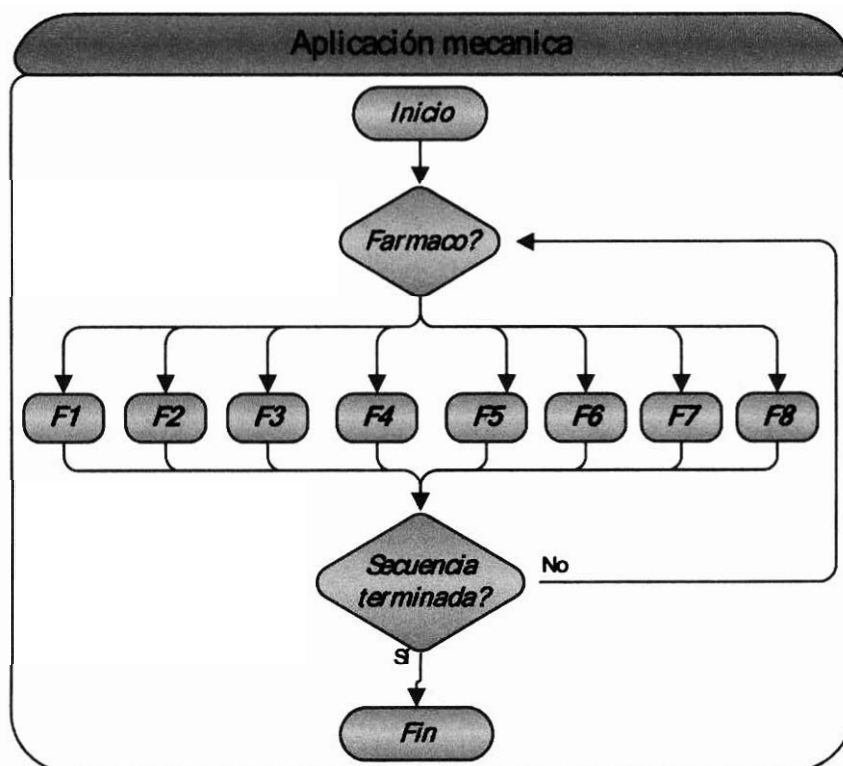 Aplicación mecanica
Inicio
Farmaco?
F1 F2 F3 F4 F5 F6 F7 F8
Secuencia
terminada?
No
Sí
Fin